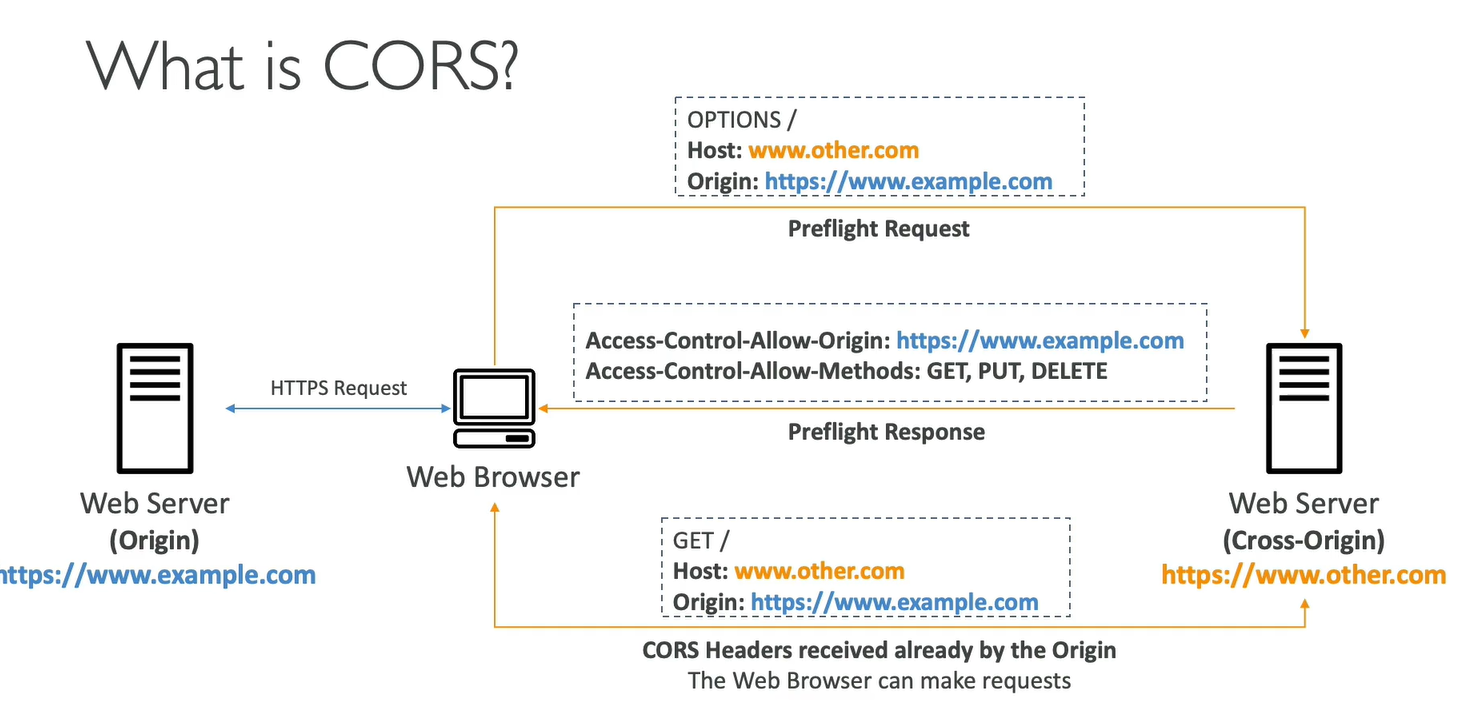 What is CORS?
OPTIONS /
Host: www.other.com
Origin: https://www.example.com
Preflight Request
Access-Control-Allow-Origin: https://www.example.com
Access-Control-Allow-Methods: GET, PUT, DELETE
HTTPS Request
Preflight Response
Web Browser
Web Server
(Origin)
https://www.example.com
Web Server
(Cross-Origin)
https://www.other.com
GET /
Host: www.other.com
Origin: https://www.example.com
CORS Headers received already by the Origin
The Web Browser can make requests